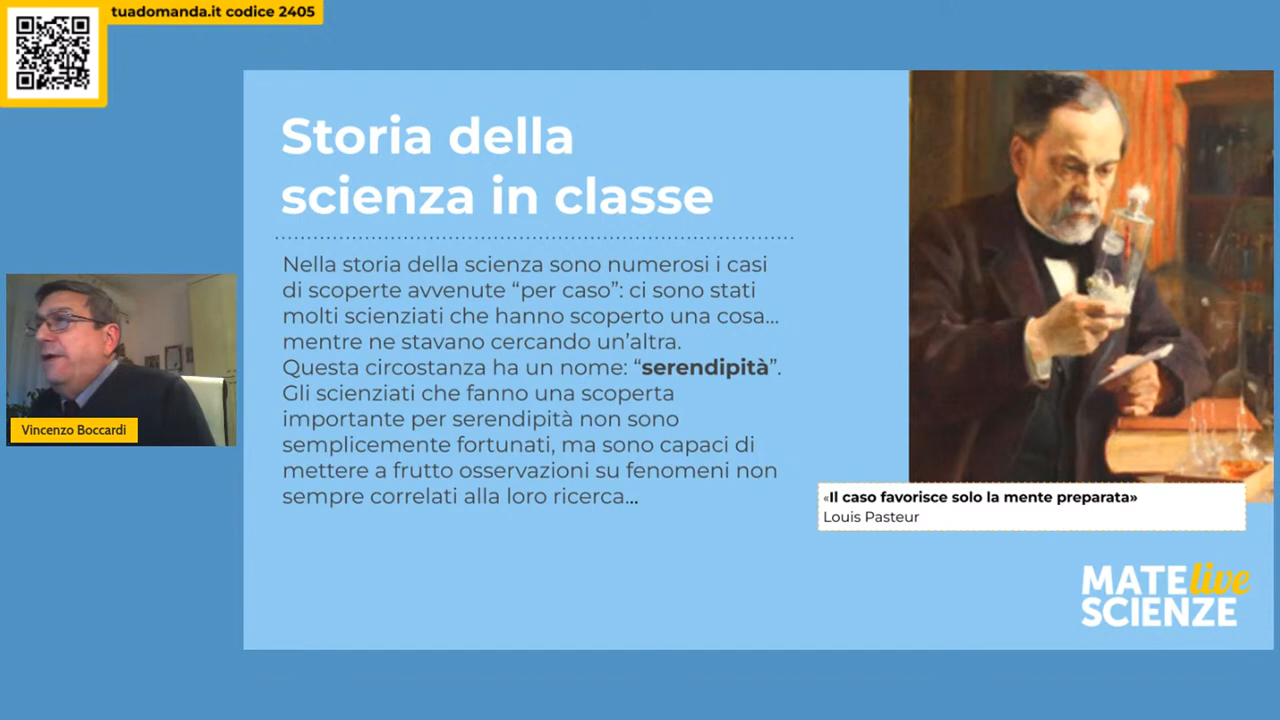 tuadomanda.it codice 2405
Storia della
scienza in classe
Nella storia della scienza sono numerosi i casi
di scoperte avvenute “per caso”: ci sono stati
molti scienziati che hanno scoperto una cosa...
mentre ne stavano cercando un’altra.
Questa circostanza ha un nome: “serendipità”.
Gli scienziati che fanno una scoperta
importante per serendipità non sono
semplicemente fortunati, ma sono capaci di
mettere a frutto osservazioni su fenomeni non
sempre correlati alla loro ricerca...
Vincenzo Boccardi
«Il caso favorisce solo la mente preparata»
Louis Pasteur
MATE live
SCIENZE